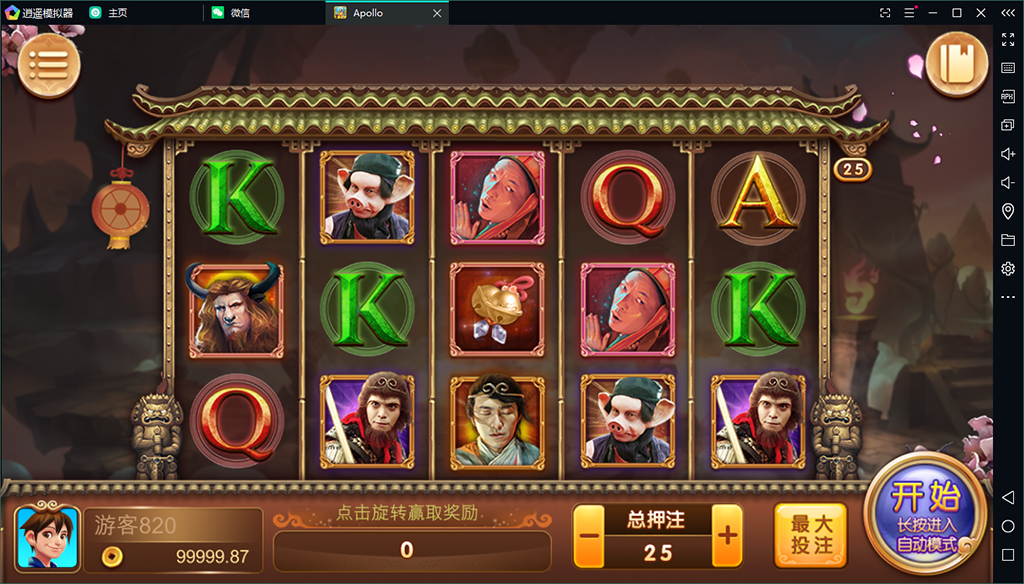 逍遥模拟器
主页
微信
Apollo
APK
25
K
Q
A
K
K
Q
游客820
99999.87
点击旋转赢取奖励
0
总押注
25
最大
投注
开始
长按进入
自动模式